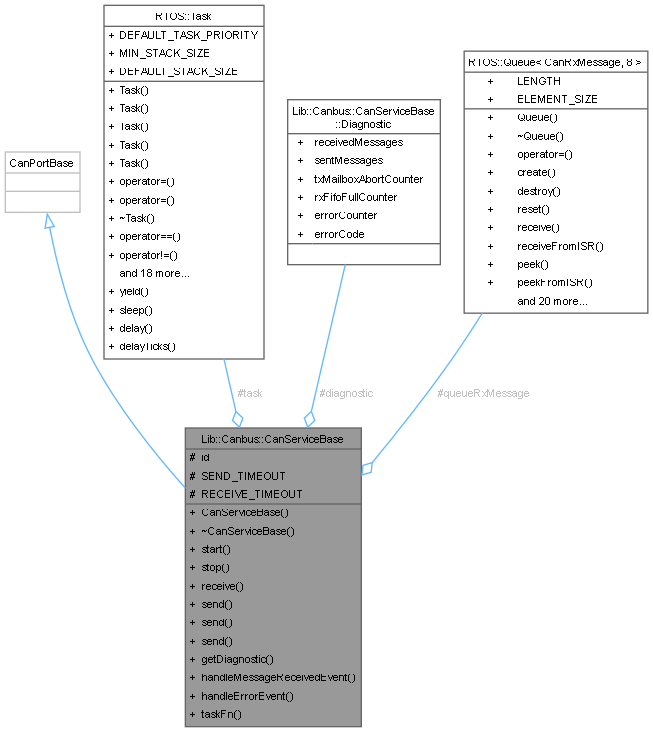 RTOS::Task
+ DEFAULT_TASK_PRIORITY
+ MIN_STACK_SIZE
+ DEFAULT_STACK_SIZE
+ Task()
+ Task()
+ Task()
+ Task()
+ Task()
+ operator=()
+ operator=()
+ ~Task()
+ operator==()
+ operator!=()
and 18 more...
+ yield()
+ sleep()
+ delay()
+ delayTicks()
RTOS::Queue< CanRxMessage, 8 >
+ LENGTH
+ ELEMENT_SIZE
+ Queue()
+ ~Queue()
+ operator=()
+ create()
+ destroy()
+ reset()
+ receive()
+ receiveFromISR()
+ peek()
+ peekFromISR()
and 20 more...
Lib::Canbus::CanServiceBase
::Diagnostic
+ receivedMessages
+ sentMessages
+ txMailboxAbortCounter
+ rxFifoFullCounter
+ errorCounter
+ errorCode
CanPortBase
#task
#diagnostic
#queueRxMessage
Lib::Canbus::CanServiceBase
# id
# SEND_TIMEOUT
# RECEIVE_TIMEOUT
+ CanServiceBase()
+ ~CanServiceBase()
+ start()
+ stop()
+ receive()
+ send()
+ send()
+ send()
+ getDiagnostic()
+ handleMessageReceivedEvent()
+ handleErrorEvent()
+ taskFn()